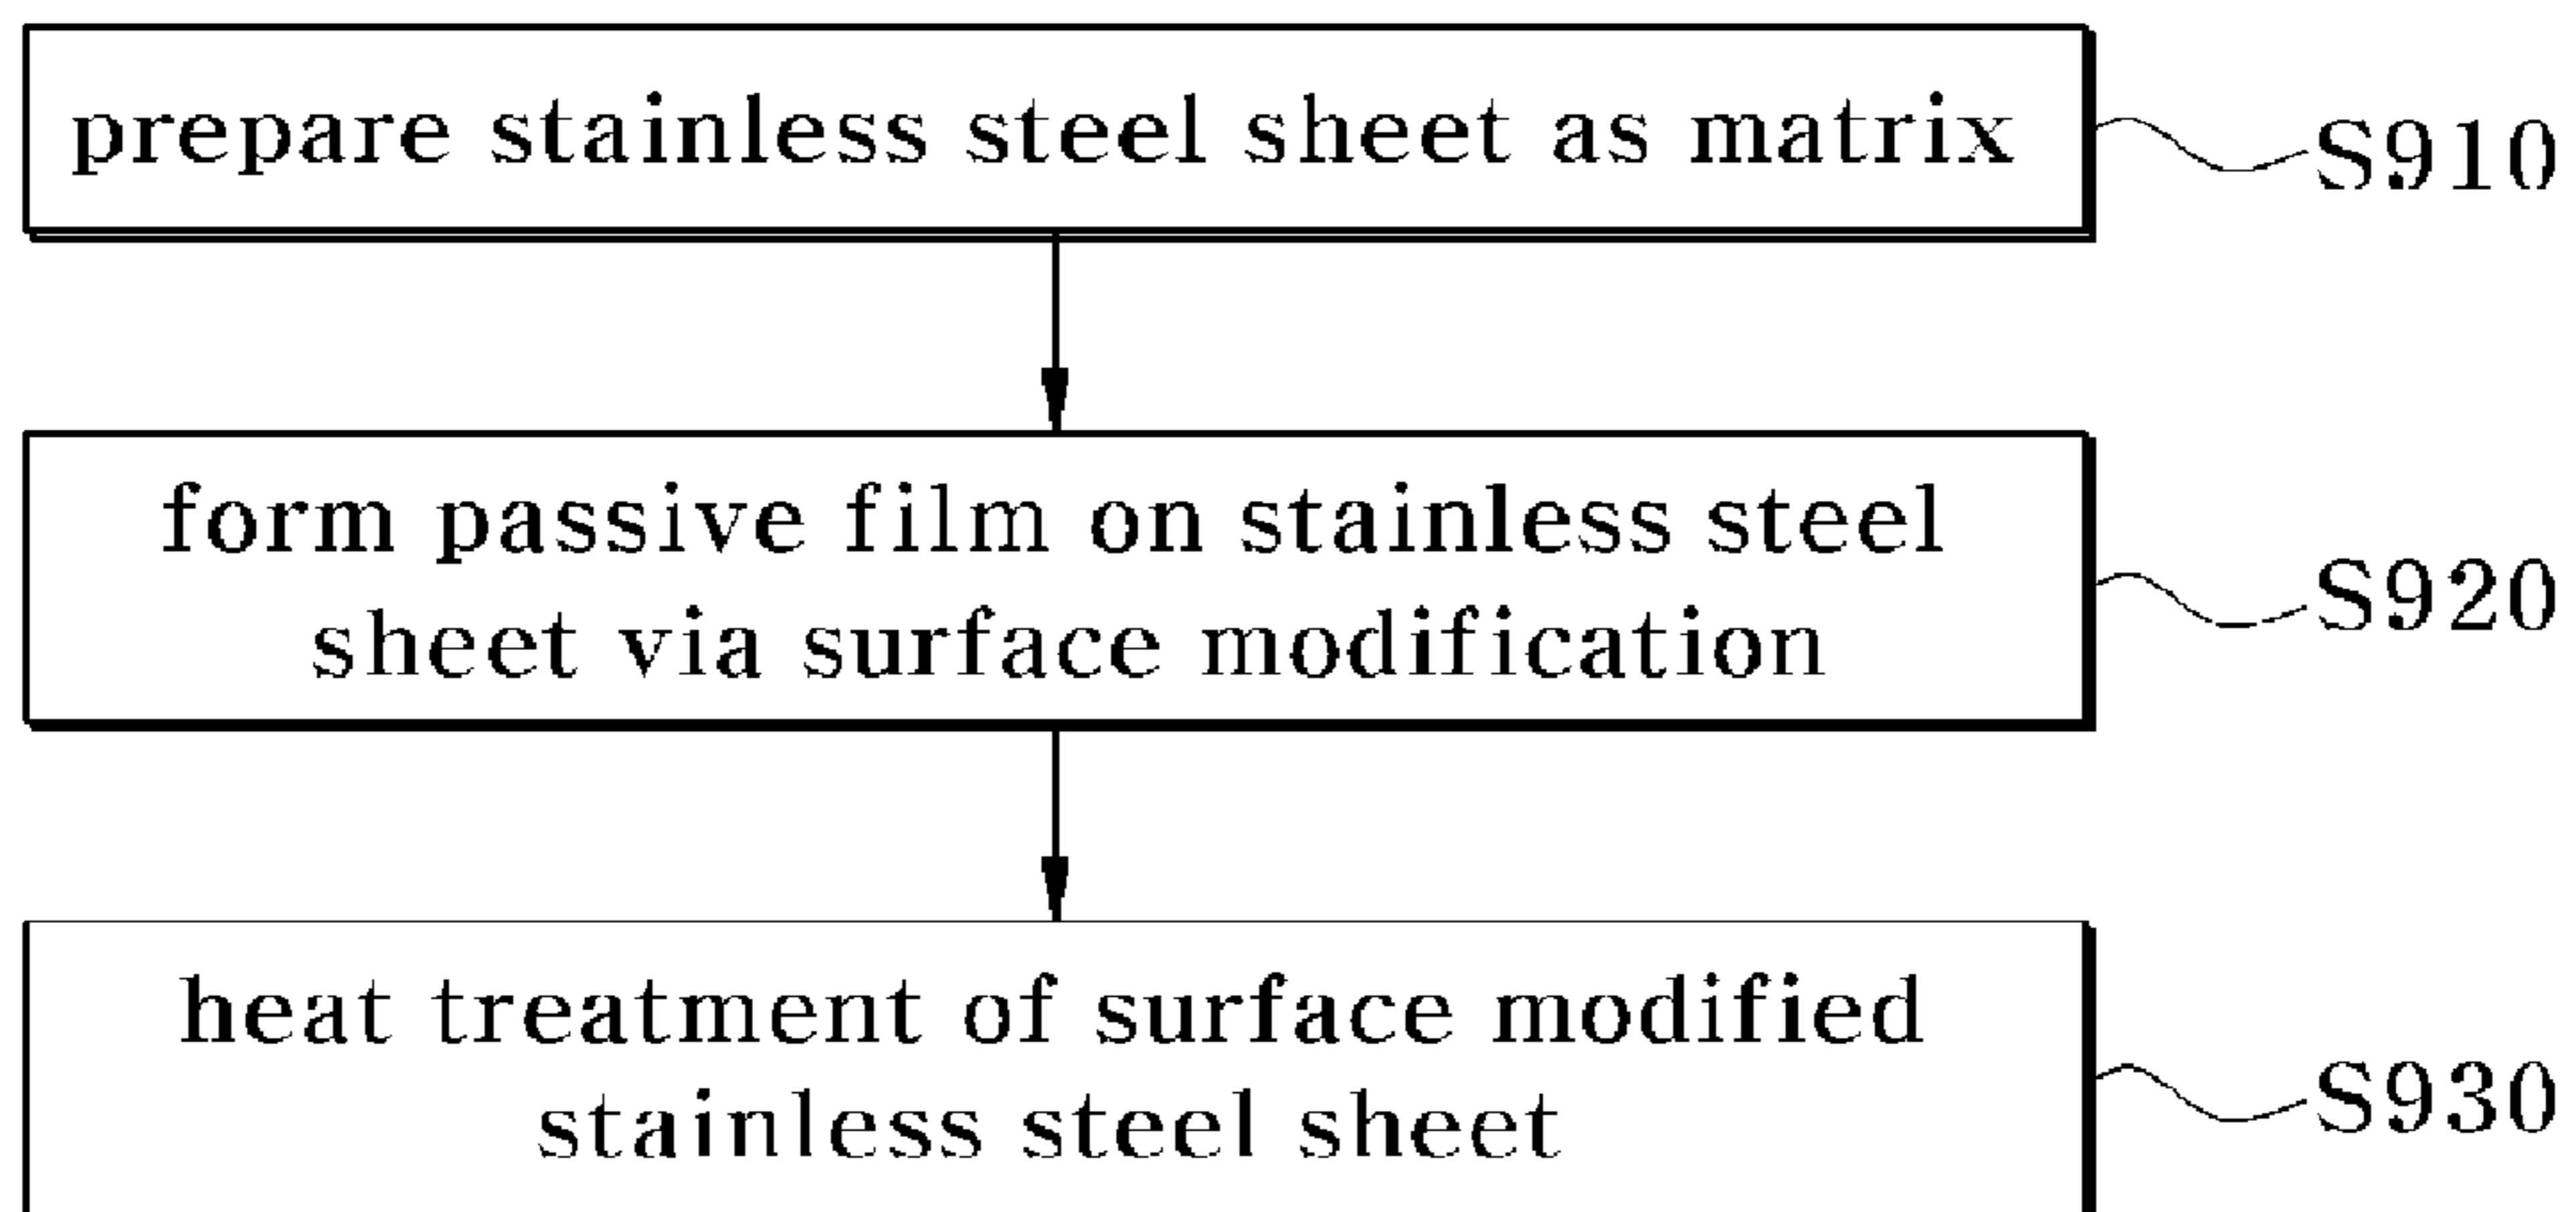 prepare stainless steel sheet as matrix
S910
form passive film on stainless steel
sheet via surface modification
S920
heat treatment of surface modified
stainless steel sheet
S930